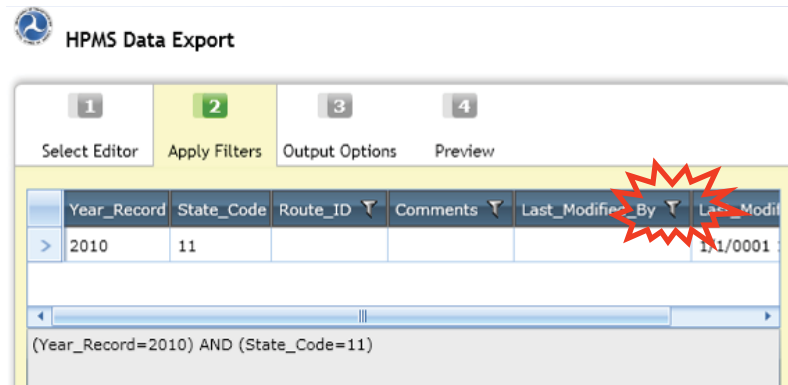 HPMS Data Export
1 2 3 4
Select Editor Apply Filters Output Options Preview
Year_Record State_Code Route_ID Comments Last_Modified_By Last_Modif
> 2010 11 1/1/0001
(Year_Record=2010) AND (State_Code=11)